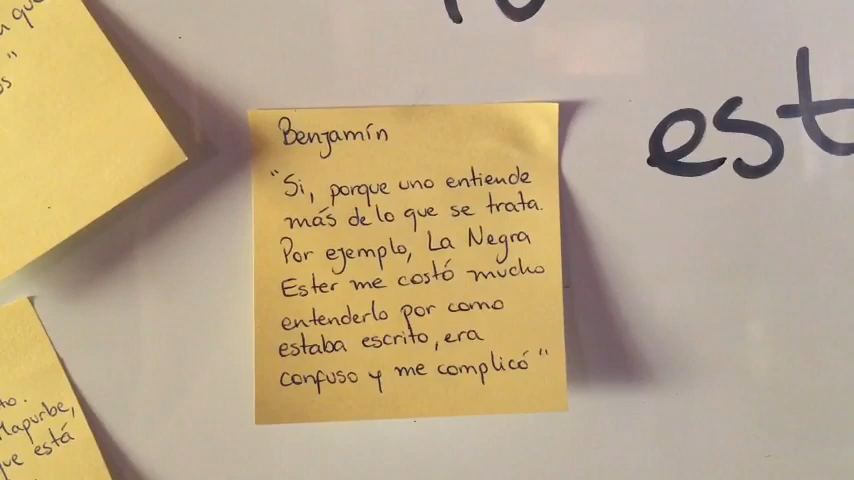 Benjamín
"Si, porque uno entiende
más de lo que se trata.
Por ejemplo, La Negra
Ester me costó mucho
entenderlo por como
estaba escrito, era
confuso y me complicó"
est
Mapurbe,
que está